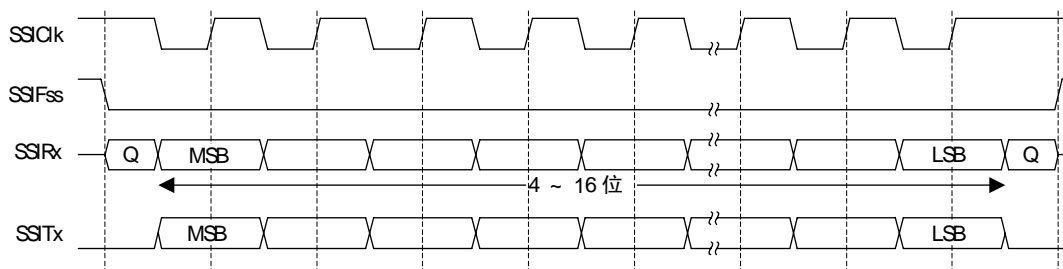 SSIClk
SSIFss
SSIRx Q MSB LSB Q
4 ~ 16 位
SSITx MSB LSB